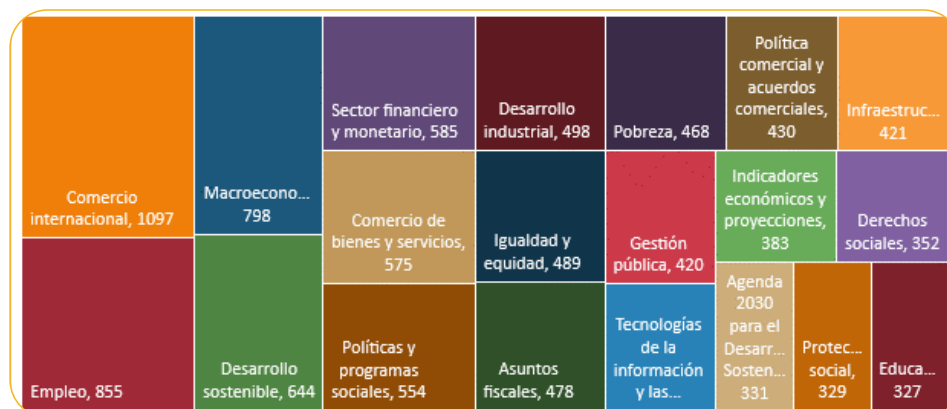 Comercio
internacional, 1097
Empleo, 855
Macroecono...
798
Desarrollo
sostenible, 644
Sector financiero
y monetario, 585
Comercio de
bienes y servicios,
575
Políticas y
programas
sociales, 554
Desarrollo
industrial, 498
Igualdad y
equidad, 489
Asuntos
fiscales, 478
Pobreza, 468
Política
comercial y
acuerdos
comerciales,
430
Infraestruc...
421
Gestión
pública, 420
Tecnologías
de la
información
y las...
Indicadores
económicos y
proyecciones,
383
Derechos
sociales, 352
Agenda
2030
para el
Desarr...
Sosten...
331
Protec...
social,
329
Educa...
327